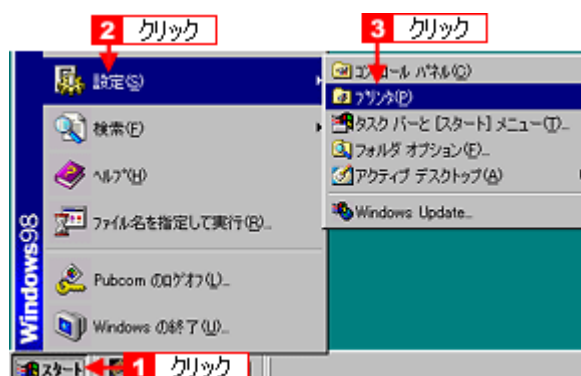 2 クリック
3 クリック
設定(S)
検索(F)
ヘルプ(H)
ファイル名を指定して実行(R)...
Pubcom のログオフ(L)...
Windows の終了(U)...
Windows98
コントロール パネル(C)
プリンタ(P)
タスク バーと [スタート] メニュー(T)...
フォルダ オプション(F)...
アクティブ デスクトップ(A)
Windows Update...
スタート
1 クリック